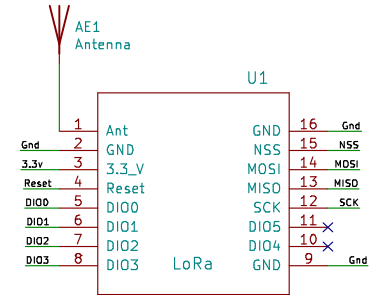 AE1
Antenna
U1
1 Ant 
Gnd 2 GND
3.3v 3 3.3_V
Reset 4 Reset
DIO0 5 DIO0
DIO1 6 DIO1
DIO2 7 DIO2
DIO3 8 DIO3
GND 16 Gnd
NSS 15 NSS
MOSI 14 MOSI
MISO 13 MISO
SCK 12 SCK
DIO5 11
DIO4 10
GND 9 Gnd
LoRa